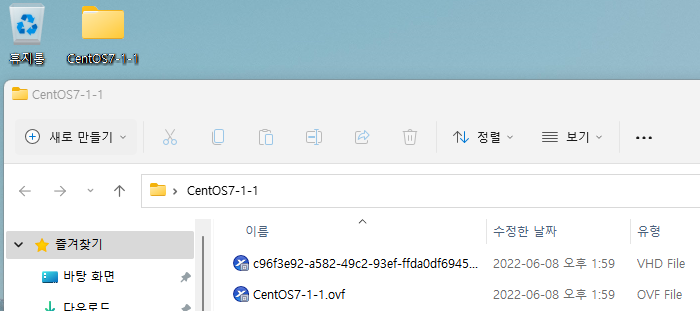 휴지통
CentOS7-1-1
CentOS7-1-1
새로 만들기
정렬
보기
CentOS7-1-1
이름
수정한 날짜
유형
즐겨찾기
c96f3e92-a582-49c2-93ef-ffda0df6945...
2022-06-08 오후 1:59
VHD File
바탕 화면
CentOS7-1-1.ovf
2022-06-08 오후 1:59
OVF File
다운로드